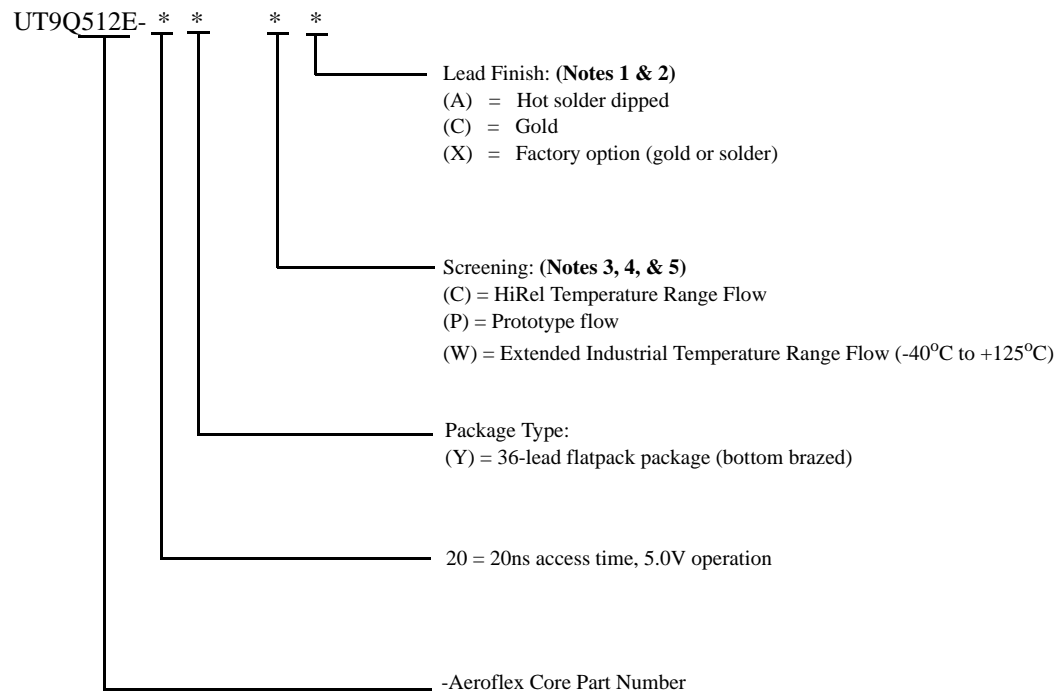 UT9Q512E- * * * *
Lead Finish: (Notes 1 & 2)
(A) = Hot solder dipped
(C) = Gold
(X) = Factory option (gold or solder)
Screening: (Notes 3, 4, & 5)
(C) = HiRel Temperature Range Flow
(P) = Prototype flow
(W) = Extended Industrial Temperature Range Flow (-40°C to +125°C)
Package Type:
(Y) = 36-lead flatpack package (bottom brazed)
20 = 20ns access time, 5.0V operation
-Aeroflex Core Part Number